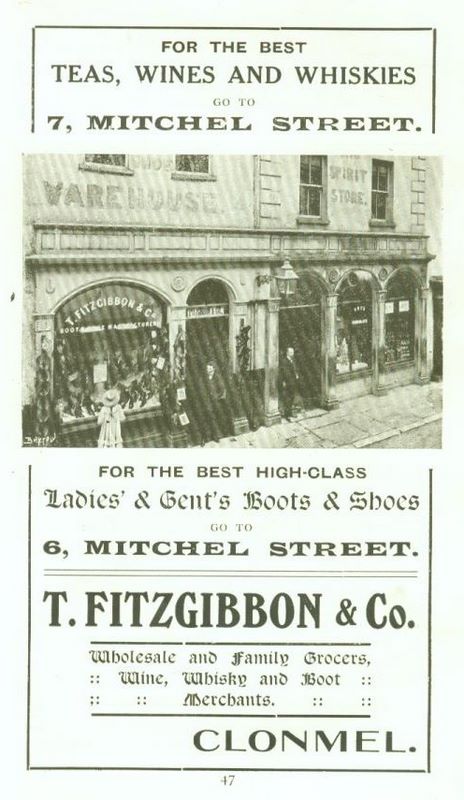 FOR THE BEST
TEAS, WINES AND WHISKIES
GO TO
7, MITCHEL STREET.
WAREHOUSE.
SPIRIT
STORE.
T. FITZGIBBON & Co.
FOR THE BEST HIGH-CLASS
Ladies' & Gent's Boots & Shoes
GO TO
6, MITCHEL STREET.
T. FITZGIBBON & Co.
Wholesale and Family Grocers,
:: Wine, Whisky and Boot ::
:: :: Merchants. :: ::
CLONMEL.
47